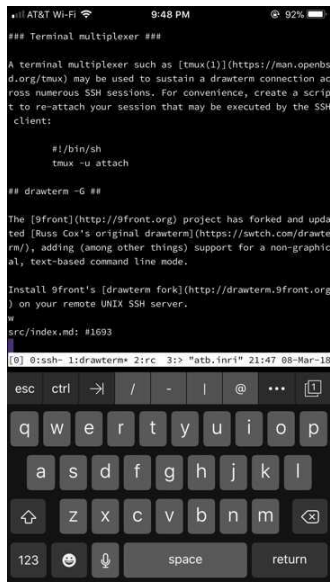 AT&T Wi-Fi 9:48 PM 92%
### Terminal multiplexer ###
A terminal multiplexer such as [tmux(1)](https://man.openbs
d.org/tmux) may be used to sustain a drawterm connection ac
ross numerous SSH sessions. For convenience, create a scrip
t to re-attach your session that may be executed by the SSH
client:
#!/bin/sh
tmux -u attach
## drawterm -G ##
The [9front](http://9front.org) project has forked and upda
ted [Russ Cox's original drawterm](https://swtch.com/drawte
rm/), adding (among other things) support for a non-graphic
al, text-based command line mode.
Install 9front's [drawterm fork](http://drawterm.9front.org
) on your remote UNIX SSH server.
w
src/index.md: #1693
[0] 0:ssh- 1:drawterm* 2:rc 3:> "atb.inri" 21:47 08-Mar-18
esc ctrl / - | @ ••• 1
q w e r t y u i o p
a s d f g h j k l
z x c v b n m
123 space return